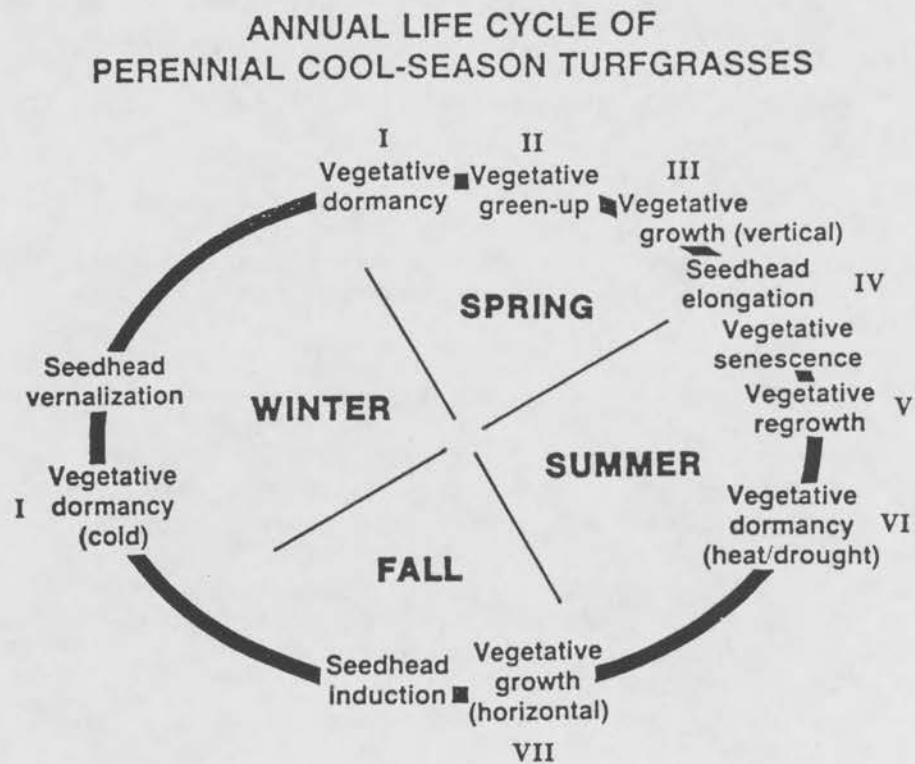 ANNUAL LIFE CYCLE OF
PERENNIAL COOL-SEASON TURFGRASSES
I
Vegetative
dormancy
II
Vegetative
green-up
III
Vegetative
growth (vertical)
Seedhead
elongation
IV
Vegetative
senescence
Vegetative
regrowth
V
Vegetative
dormancy
(heat/drought)
VI
Vegetative
growth
(horizontal)
VII
Seedhead
Induction
I
Vegetative
dormancy
(cold)
Seedhead
vernalization
SPRING
WINTER
SUMMER
FALL